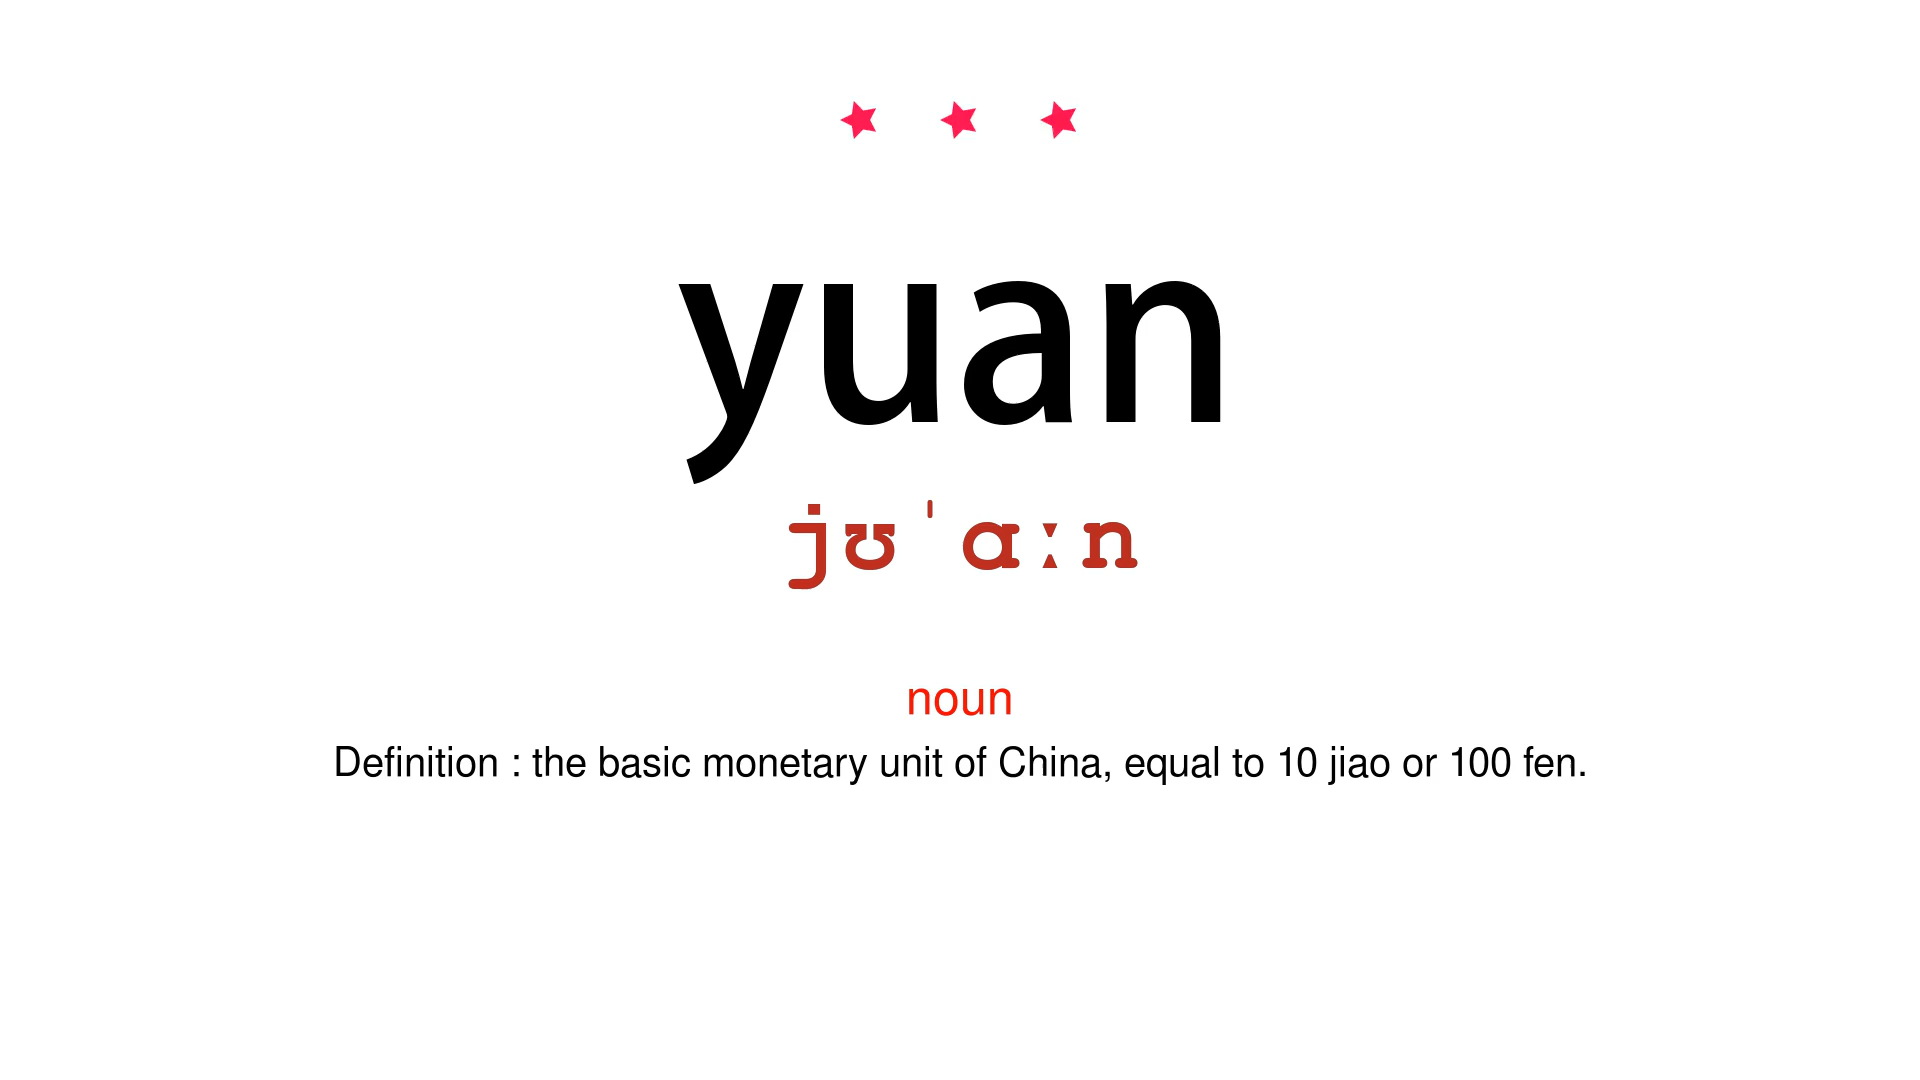 yuan
jʊˈɑːn
noun
Definition : the basic monetary unit of China, equal to 10 jiao or 100 fen.